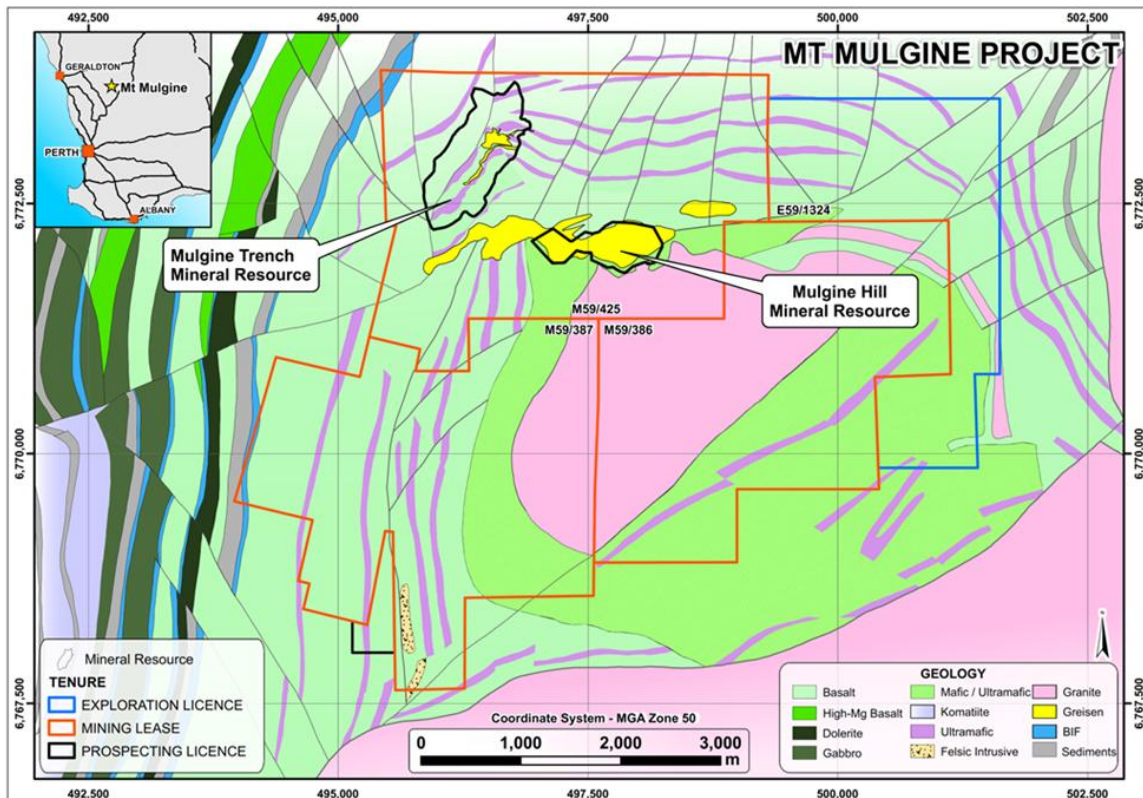 492,500
495,000
497,500
500,000
502,500
MT MULGINE PROJECT
GERALDTON
Mt Mulgine
PERTH
ALBANY
6,772,500
6,772,500
E59/1324
Mulgine Trench
Mineral Resource
Mulgine Hill
Mineral Resource
M59/425
M59/387
M59/386
6,770,000
6,770,000
Mineral Resource
TENURE
EXPLORATION LICENCE
MINING LEASE
PROSPECTING LICENCE
Coordinate System - MGA Zone 50
0
1,000
2,000
3,000
m
GEOLOGY
Basalt
Mafic / Ultramafic
Granite
High-Mg Basalt
Komatiite
Greisen
Dolerite
Ultramafic
BIF
Gabbro
Felsic Intrusive
Sediments
6,767,500
6,767,500
492,500
495,000
497,500
500,000
502,500